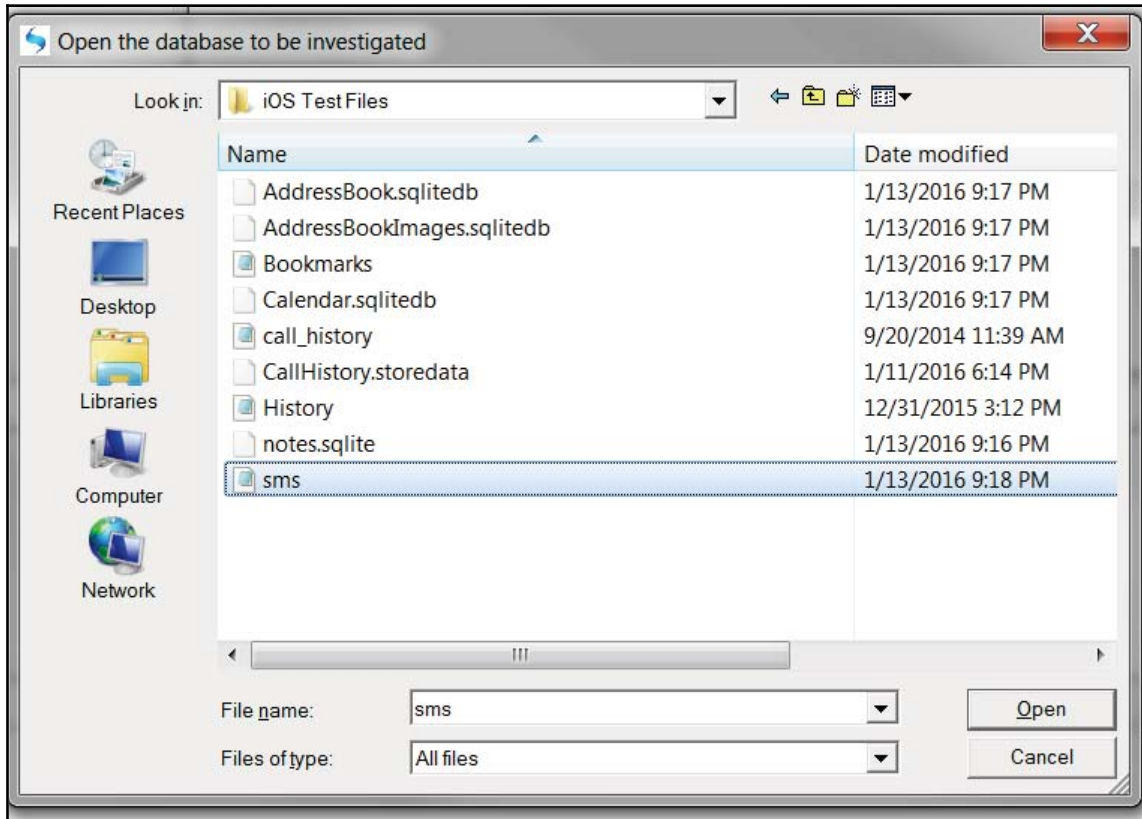 Open the database to be investigated
X
Look in: iOS Test Files
Name Date modified
AddressBook.sqlitedb 1/13/2016 9:17 PM
AddressBookImages.sqlitedb 1/13/2016 9:17 PM
Bookmarks 1/13/2016 9:17 PM
Calendar.sqlitedb 1/13/2016 9:17 PM
call_history 9/20/2014 11:39 AM
CallHistory.storedata 1/11/2016 6:14 PM
History 12/31/2015 3:12 PM
notes.sqlite 1/13/2016 9:16 PM
sms 1/13/2016 9:18 PM
Recent Places
Desktop
Libraries
Computer
Network
File name: sms Open
Files of type: All files Cancel